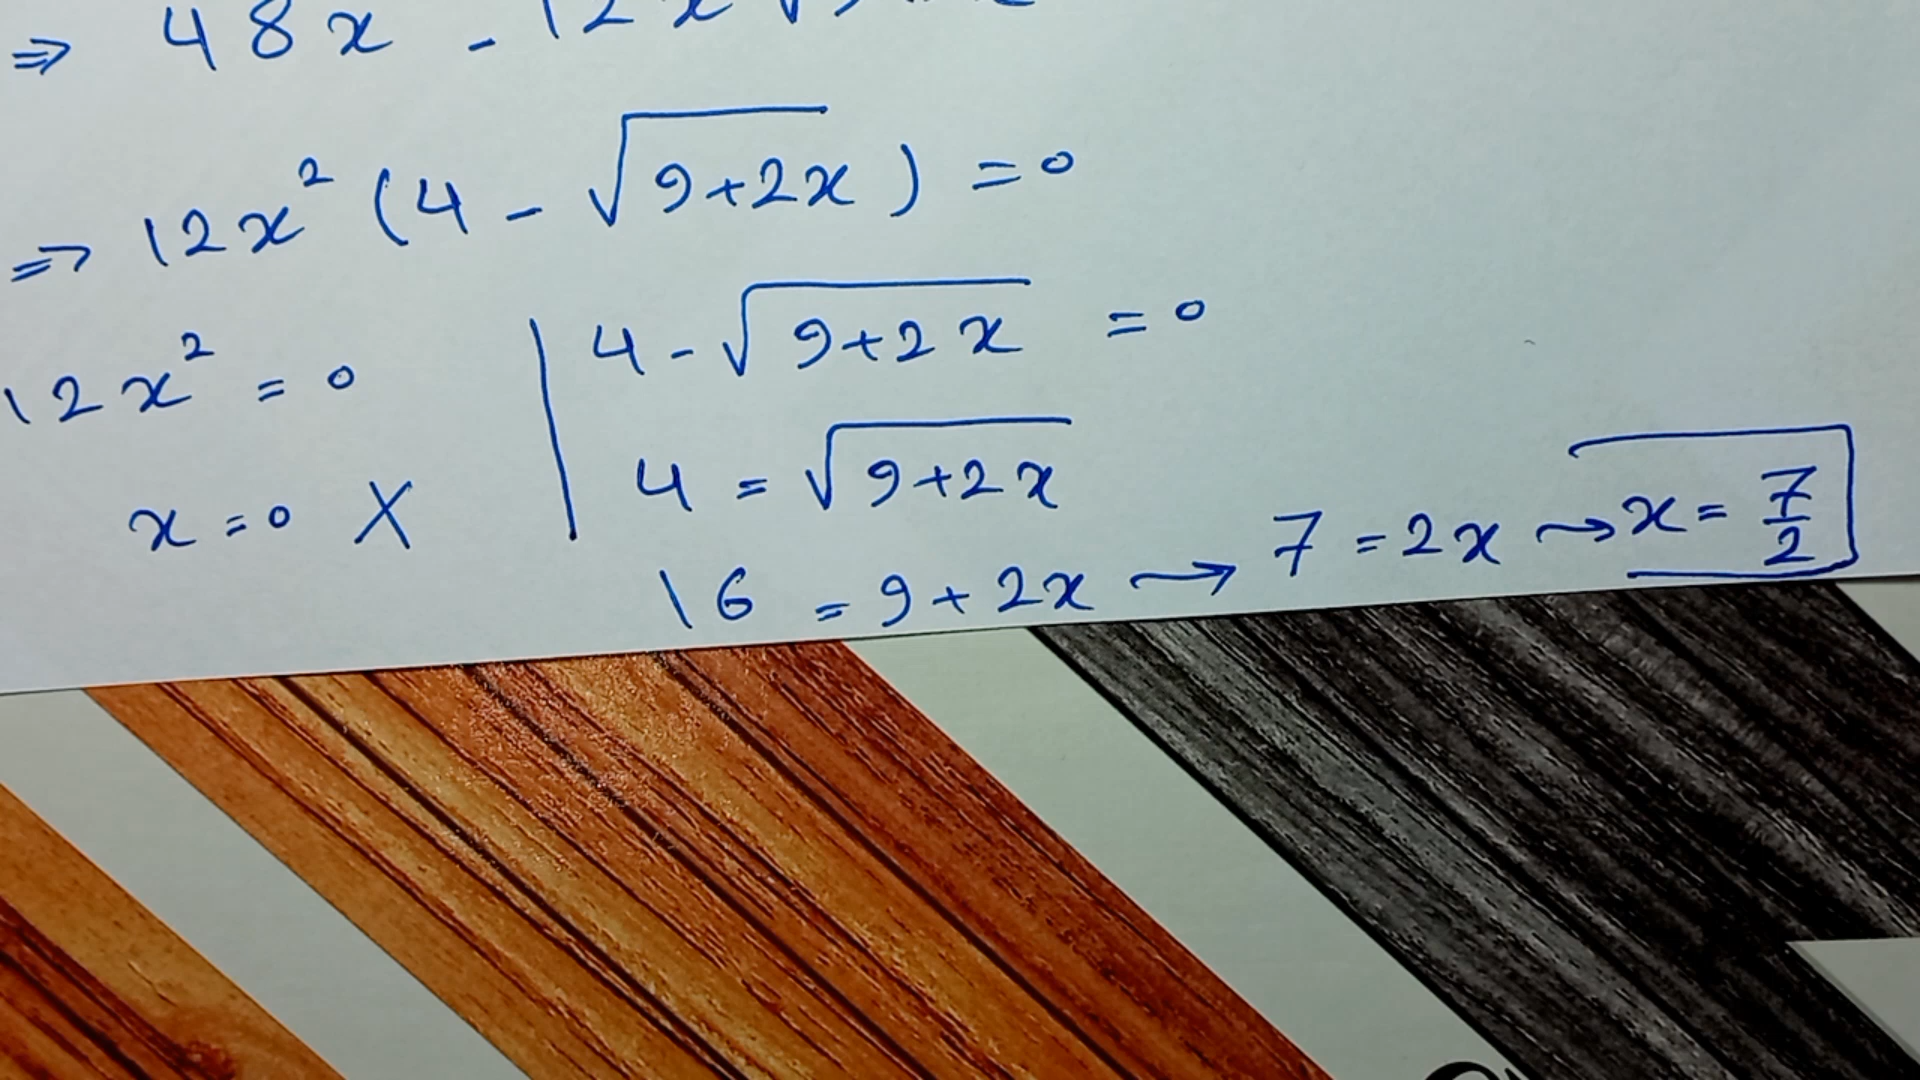 ⇒ 48x - 12x√
⇒ 12x² (4 - √9+2x) = 0
12x² = 0 | 4 - √9+2x = 0
x = 0 X
4 = √9+2x
16 = 9+2x → 7 = 2x → x = 7/2